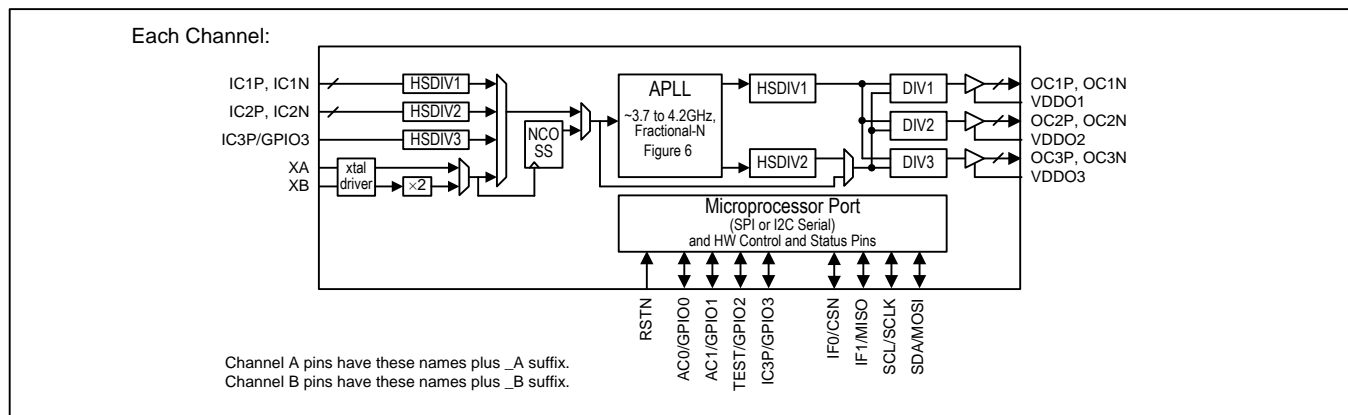 Each Channel:
IC1P, IC1N
IC2P, IC2N
IC3P/GPIO3
XA
XB
HSDIV1
HSDIV2
HSDIV3
xtal
driver
×2
NCO
SS
APLL
~3.7 to 4.2GHz,
Fractional-N
Figure 6
HSDIV1
HSDIV2
DIV1
DIV2
DIV3
OC1P, OC1N
VDDO1
OC2P, OC2N
VDDO2
OC3P, OC3N
VDDO3
Microprocessor Port
(SPI or I2C Serial)
and HW Control and Status Pins
RSTN
AC0/GPIO0
AC1/GPIO1
TEST/GPIO2
IC3P/GPIO3
IF0/CSN
IF1/MISO
SCL/SCLK
SDA/MOSI
Channel A pins have these names plus _A suffix.
Channel B pins have these names plus _B suffix.